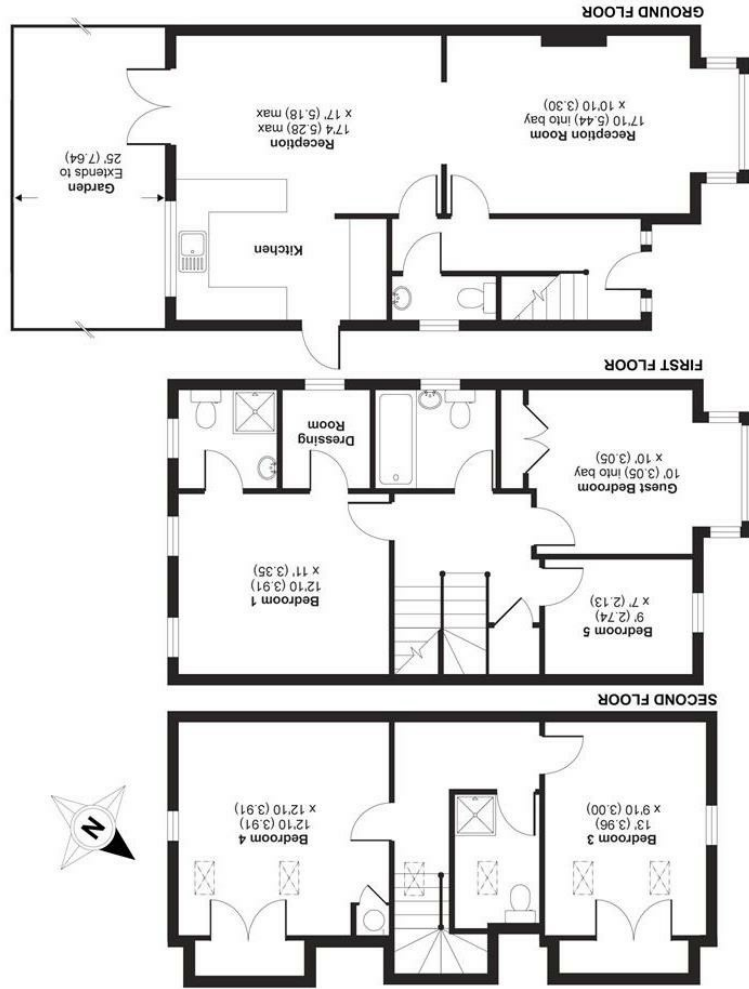 Bedroom 3
13' (3.96)
x 9'10 (3.00)
Bedroom 4
12'10 (3.91)
x 12'10 (3.91)
N
SECOND FLOOR
Bedroom 5
9' (2.74)
x 7' (2.13)
Bedroom 1
12'10 (3.91)
x 11' (3.35)
Guest Bedroom
10' (3.05) into bay
x 10' (3.05)
Dressing
Room
FIRST FLOOR
Kitchen
Garden
Extends to
25' (7.64)
Reception Room
17'10 (5.44) into bay
x 10'10 (3.30)
Reception
17'4 (5.28) max
x 17' (5.18) max
GROUND FLOOR